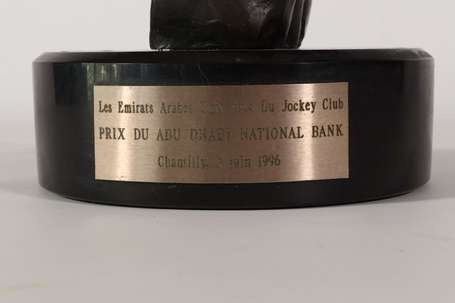 Les Emirats Arabes Du Jockey Club
PRIX DU ABU DHABI NATIONAL BANK
Chantilly, juin 1996